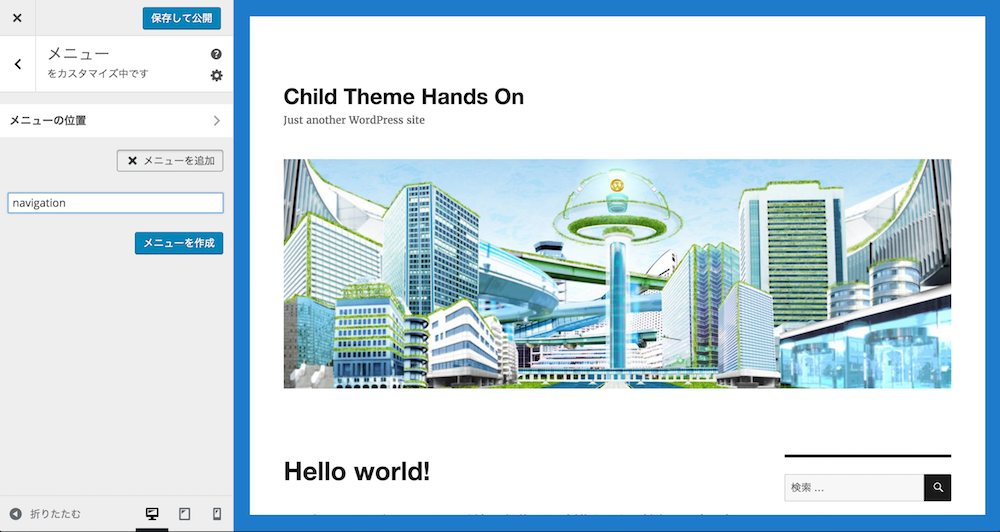 保存して公開
メニュー
をカスタマイズ中です
メニューの位置
メニューを追加
navigation
メニューを作成
折りたたむ
Child Theme Hands On
Just another WordPress site
Hello world!
検索 …